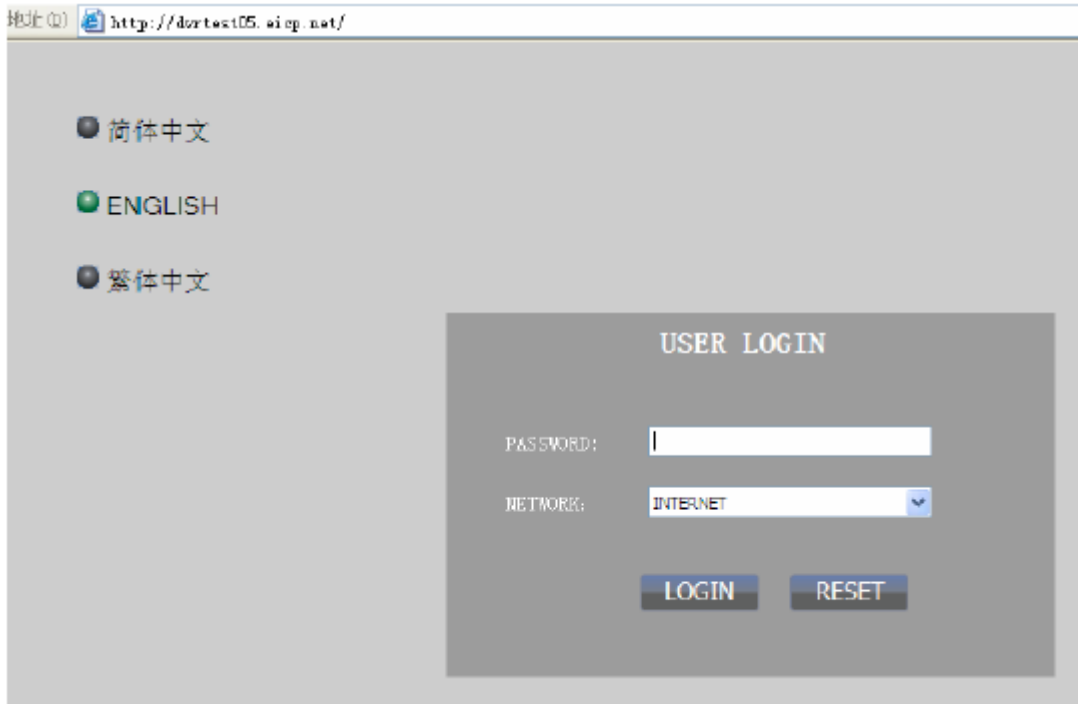 地址(D) http://dvrtest05.eicp.net/
简体中文
ENGLISH
繁体中文
USER LOGIN
PASSWORD:
NETWORK: INTERNET
LOGIN RESET